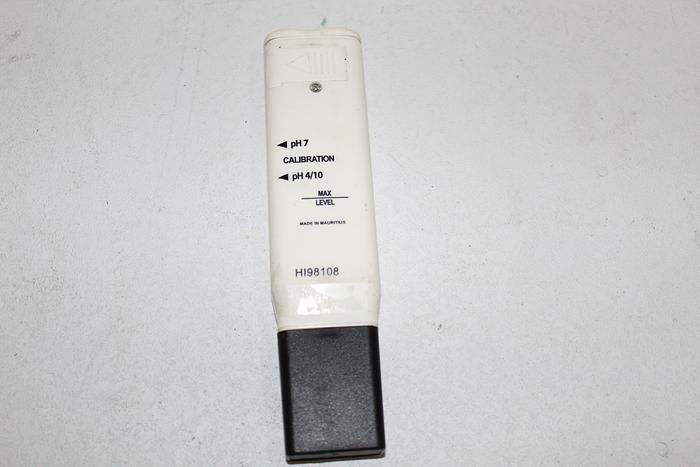 ◄ pH 7
CALIBRATION
◄ pH 4/10
MAX
LEVEL
MADE IN MAURITIUS
HI98108